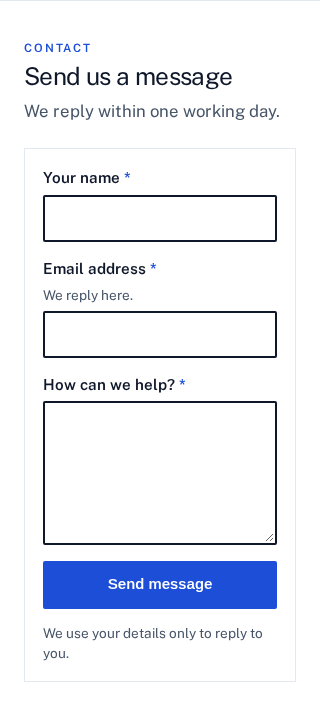 CONTACT
Send us a message
We reply within one working day.
Your name *
Email address *
We reply here.
How can we help? *
Send message
We use your details only to reply to
you.